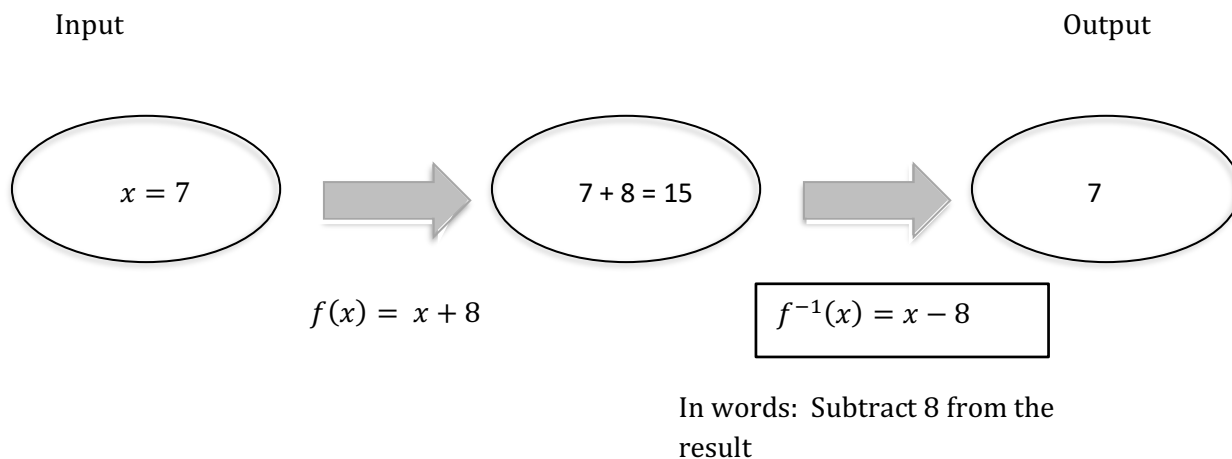 Input
Output
𝑥 = 7
7 + 8 = 15
7
𝑓(𝑥) = 𝑥 + 8
𝑓⁻¹(𝑥) = 𝑥 − 8
In words: Subtract 8 from the
result